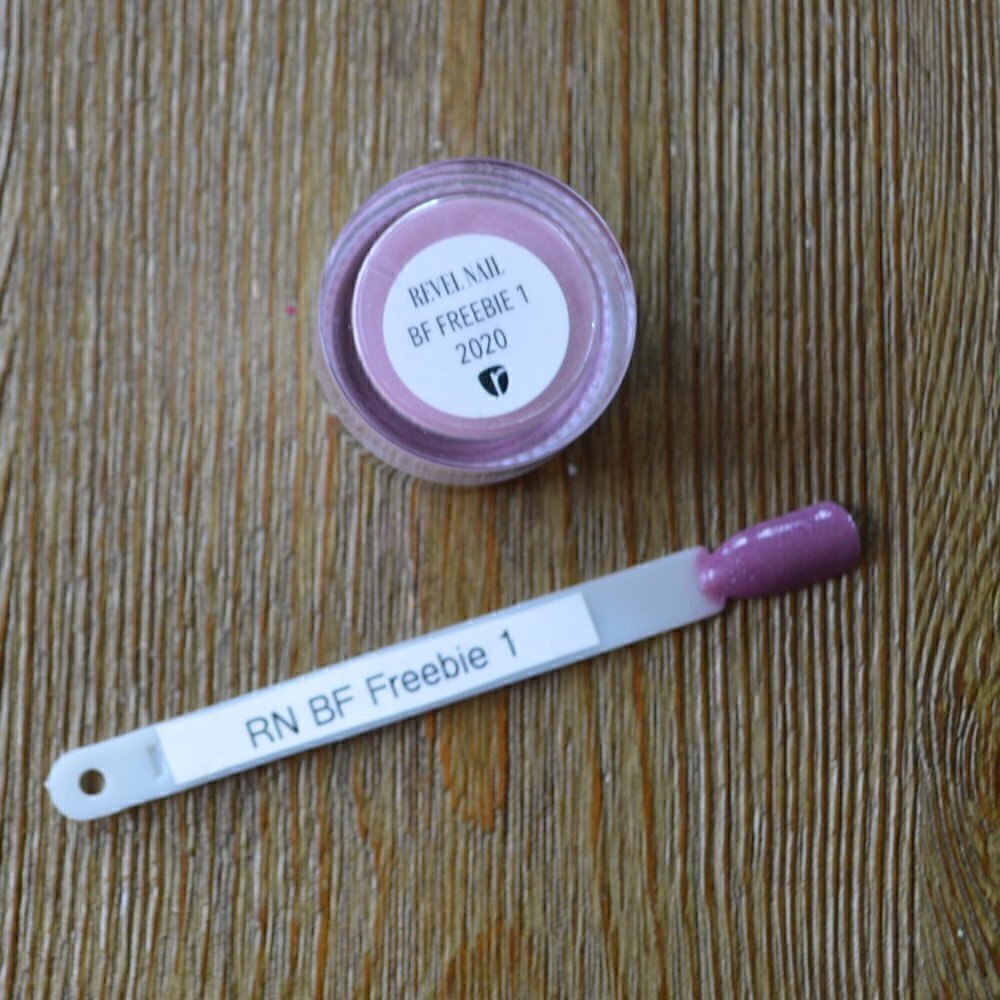 REVEL NAIL
BF FREEBIE 1
2020
r
RN BF Freebie 1